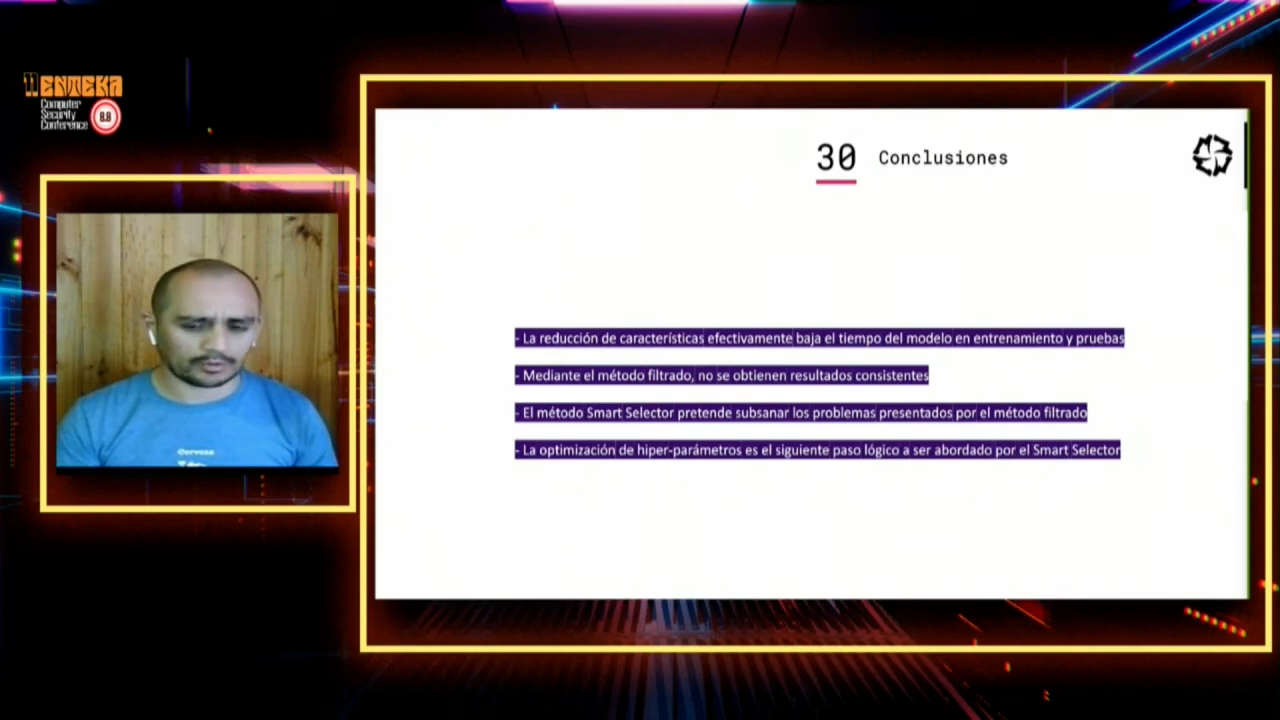 11ENTEKA
Computer
Security
Conference
8.8
30 Conclusiones
- La reducción de características efectivamente baja el tiempo del modelo en entrenamiento y pruebas
- Mediante el método filtrado, no se obtienen resultados consistentes
- El método Smart Selector pretende subsanar los problemas presentados por el método filtrado
- La optimización de hiper-parámetros es el siguiente paso lógico a ser abordado por el Smart Selector
Cerveza